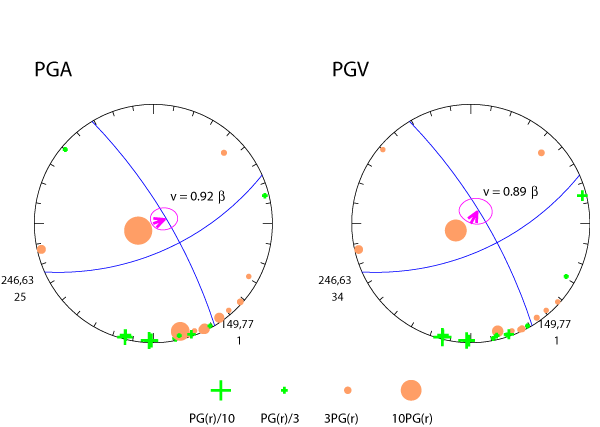 PGA
PGV
v = 0.92 β
v = 0.89 β
246,63
25
149,77
1
246,63
34
149,77
1
PG(r)/10
PG(r)/3
3PG(r)
10PG(r)